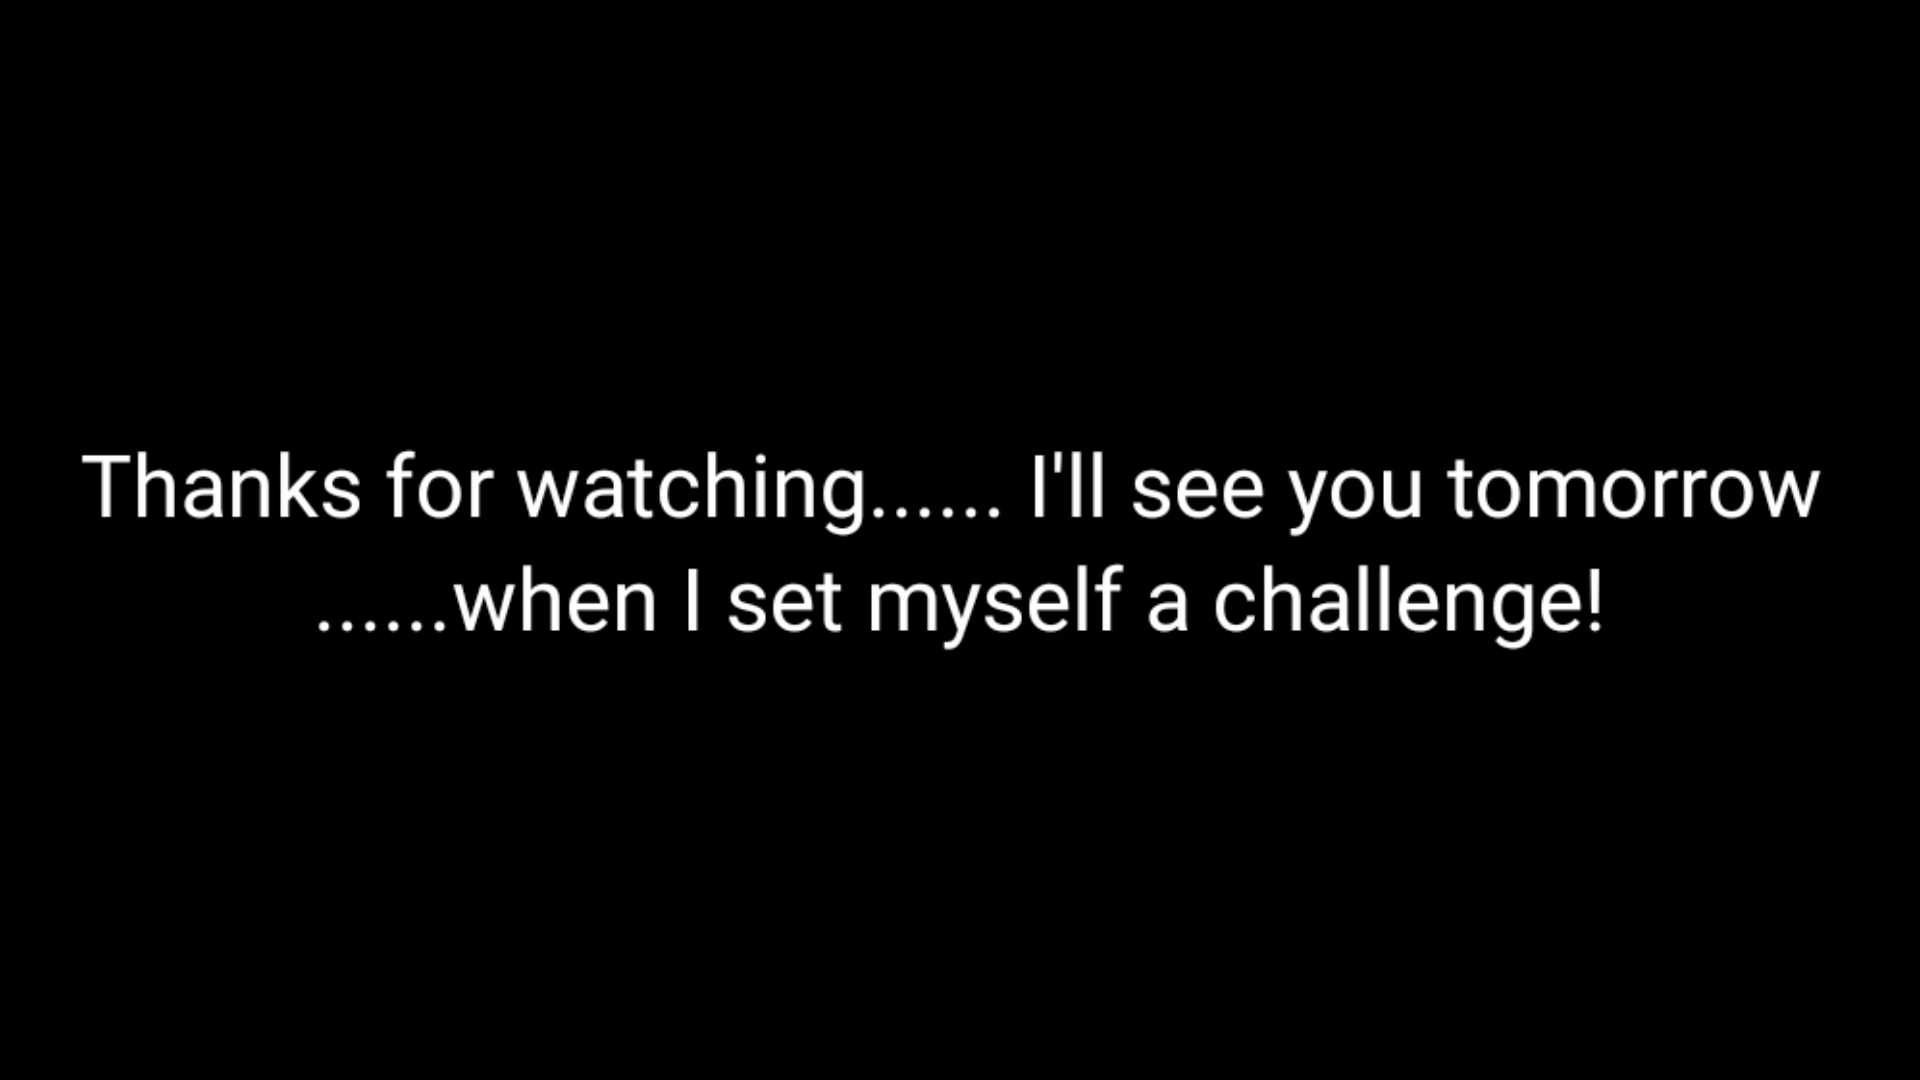 Thanks for watching...... I'll see you tomorrow
......when I set myself a challenge!